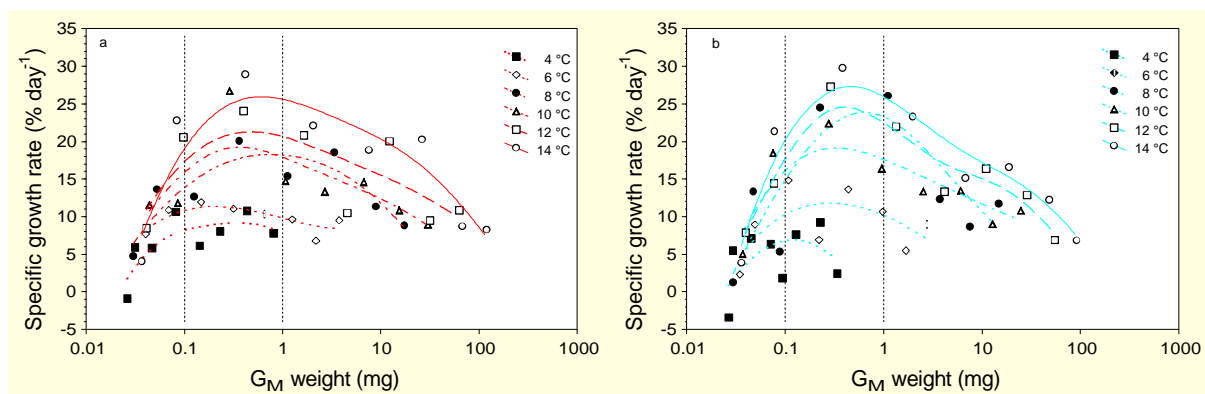 a
35
30
25
20
15
10
5
0
-5
Specific growth rate (% day-1)
4 °C
6 °C
8 °C
10 °C
12 °C
14 °C
0.01 0.1 1 10 100 1000
GM weight (mg)
b
35
30
25
20
15
10
5
0
-5
Specific growth rate (% day-1)
4 °C
6 °C
8 °C
10 °C
12 °C
14 °C
0.01 0.1 1 10 100 1000
GM weight (mg)